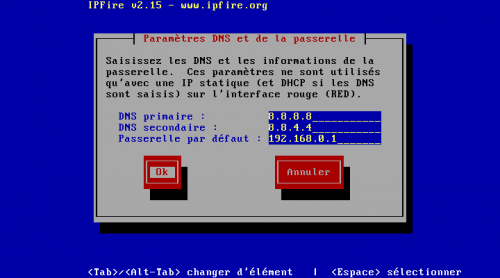 IPFire v2.15 - www.ipfire.org
Paramètres DNS et de la passerelle
Saisissez les DNS et les informations de la
passerelle. Ces paramètres ne sont utilisés
qu'avec une IP statique (et DHCP si les DNS
sont saisis) sur l'interface rouge (RED).
DNS primaire : 8.8.8.8___________
DNS secondaire : 8.8.4.4___________
Passerelle par défaut : 192.168.0.1_______
Ok Annuler
<Tab>/<Alt-Tab> changer d'élément | <Espace> sélectionner